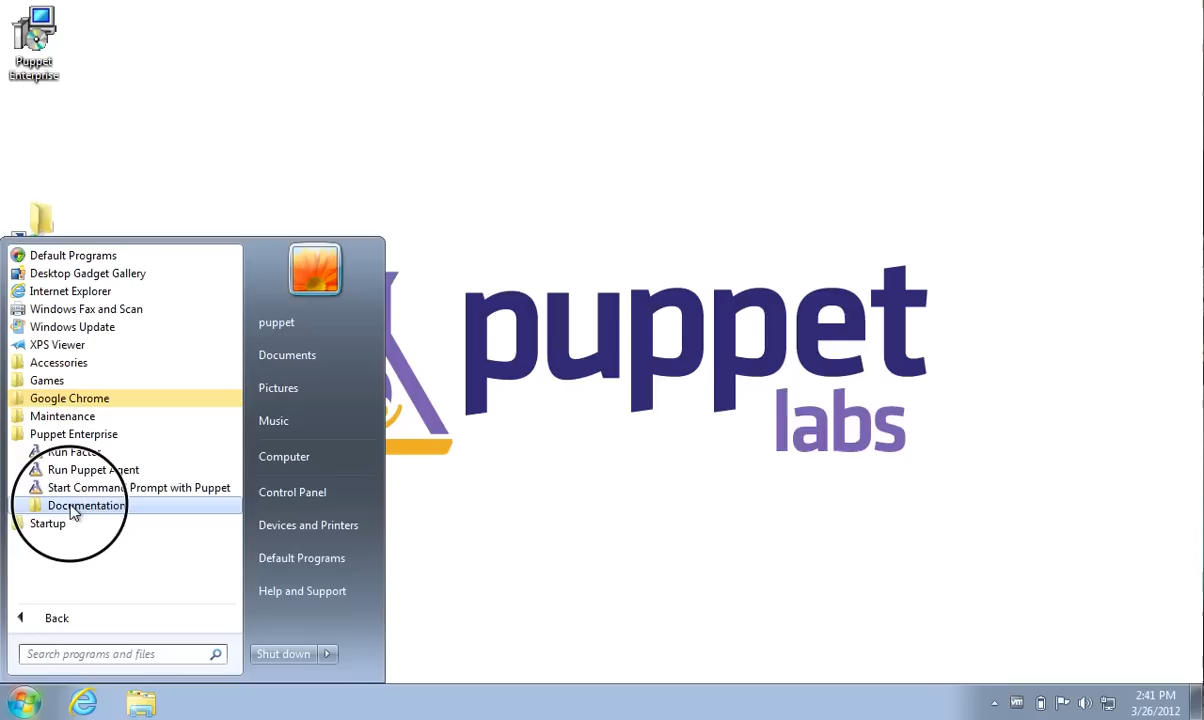 Puppet
Enterprise
Default Programs
Desktop Gadget Gallery
Internet Explorer
Windows Fax and Scan
Windows Update
XPS Viewer
Accessories
Games
Google Chrome
Maintenance
Puppet Enterprise
Run Facter
Run Puppet Agent
Start Command Prompt with Puppet
Documentation
Startup
Back
Search programs and files
puppet
Documents
Pictures
Music
Computer
Control Panel
Devices and Printers
Default Programs
Help and Support
Shut down
puppet
labs
vm
2:41 PM
3/26/2012